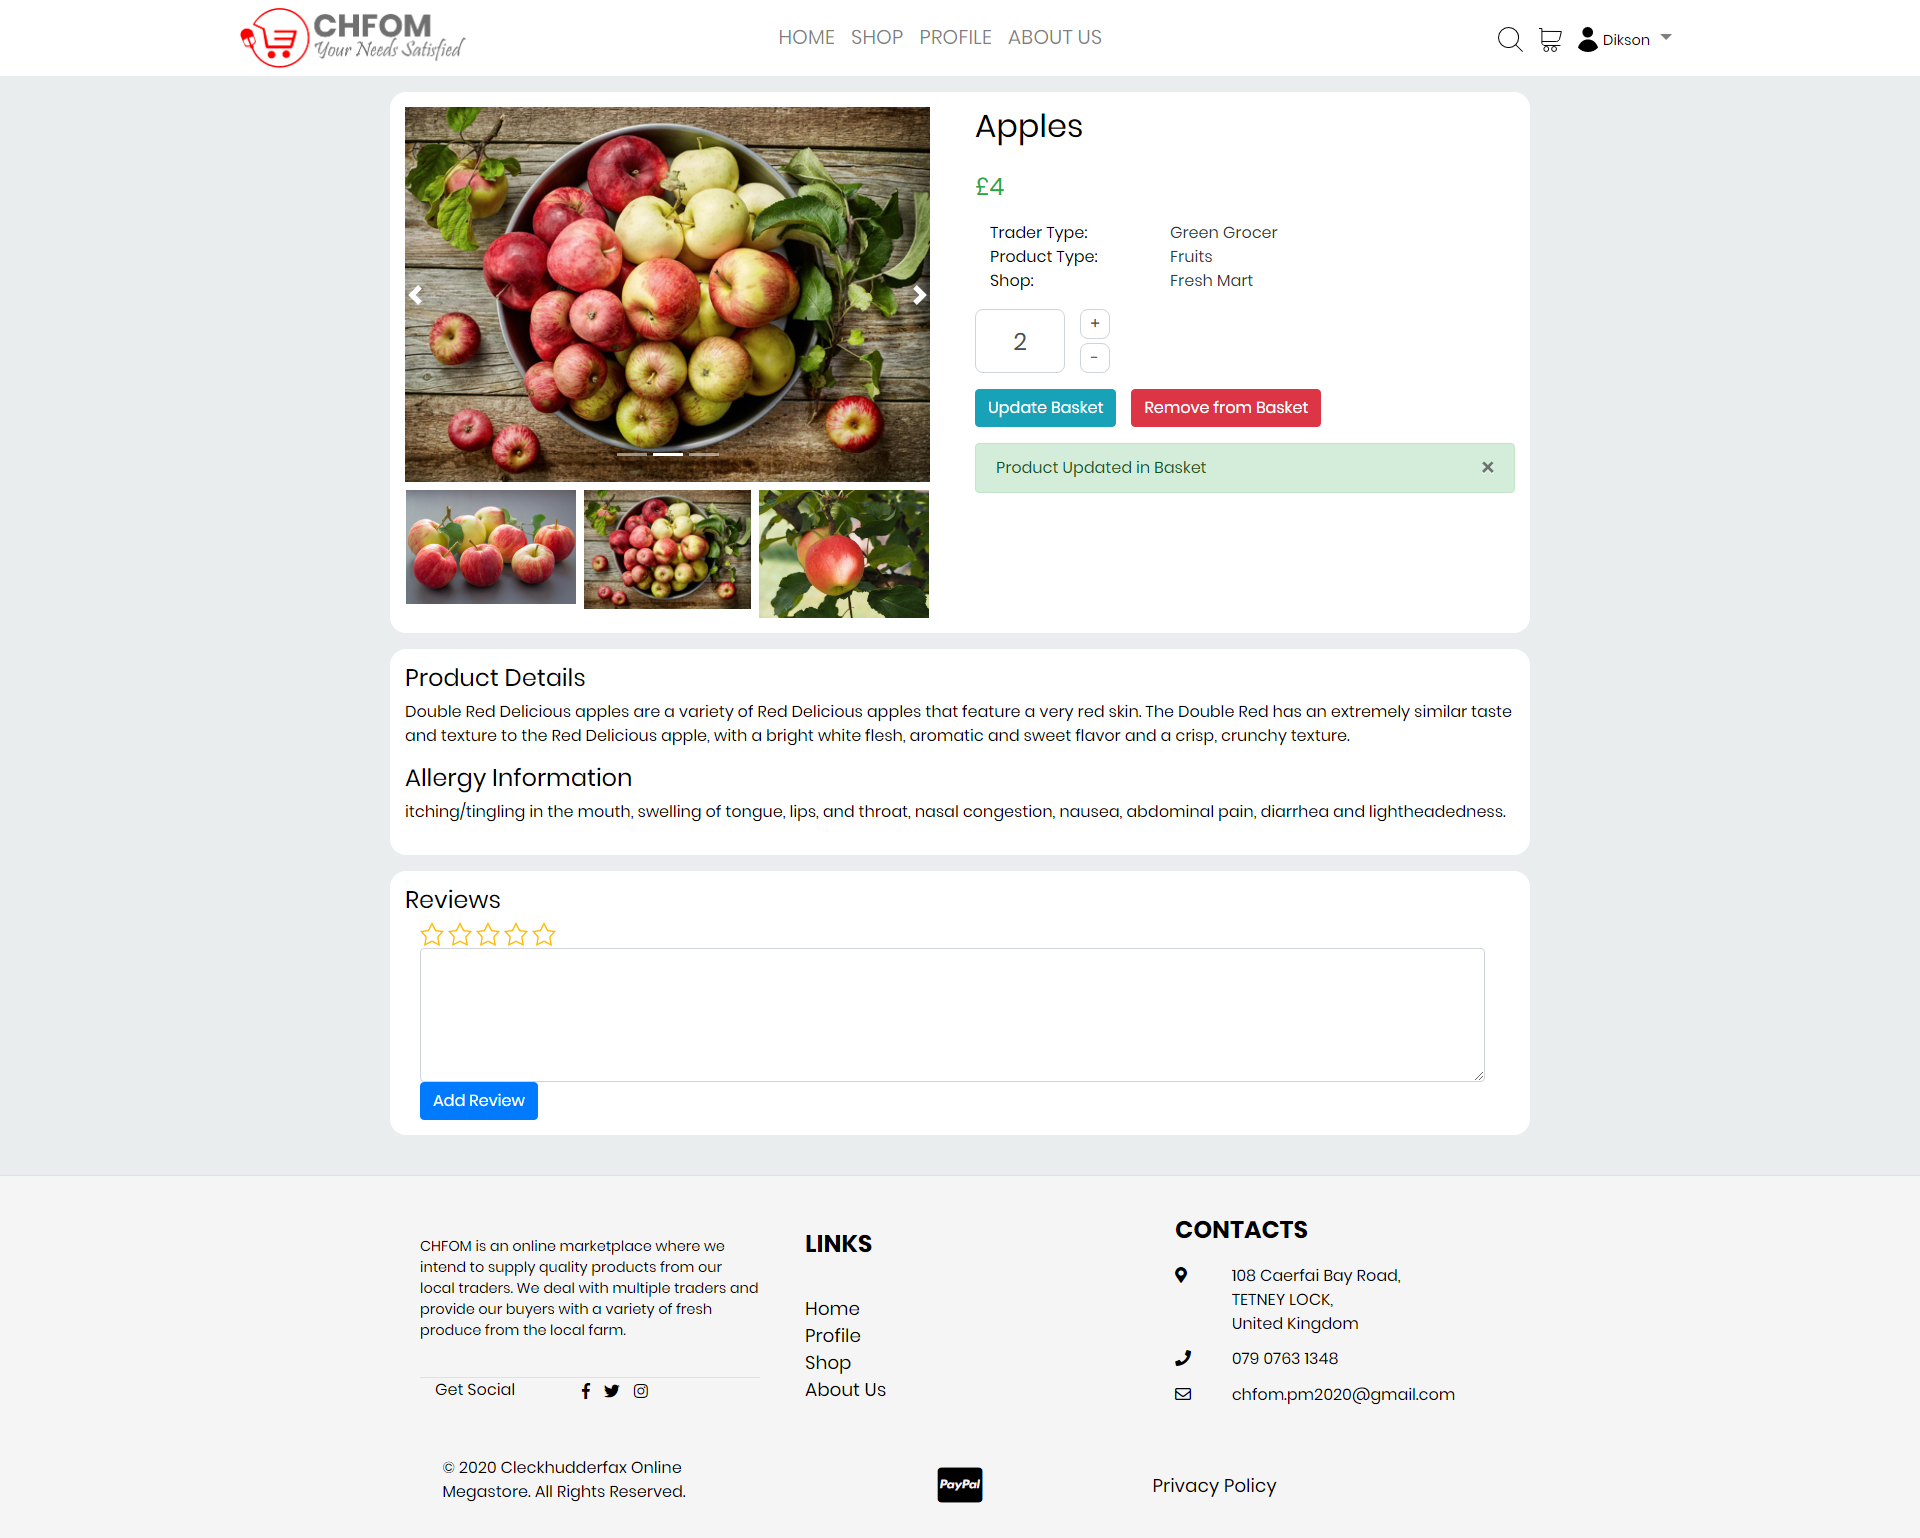 CHFOM
Your Needs Satisfied
HOME SHOP PROFILE ABOUT US
Dikson
Apples
£4
Trader Type: Green Grocer
Product Type: Fruits
Shop: Fresh Mart
2
+
-
Update Basket Remove from Basket
Product Updated in Basket ×
Product Details
Double Red Delicious apples are a variety of Red Delicious apples that feature a very red skin. The Double Red has an extremely similar taste
and texture to the Red Delicious apple, with a bright white flesh, aromatic and sweet flavor and a crisp, crunchy texture.
Allergy Information
itching/tingling in the mouth, swelling of tongue, lips, and throat, nasal congestion, nausea, abdominal pain, diarrhea and lightheadedness.
Reviews
Add Review
CHFOM is an online marketplace where we
intend to supply quality products from our
local traders. We deal with multiple traders and
provide our buyers with a variety of fresh
produce from the local farm.
Get Social
LINKS
Home
Profile
Shop
About Us
CONTACTS
108 Caerfai Bay Road,
TETNEY LOCK,
United Kingdom
079 0763 1348
chfom.pm2020@gmail.com
© 2020 Cleckhudderfax Online
Megastore. All Rights Reserved.
PayPal
Privacy Policy